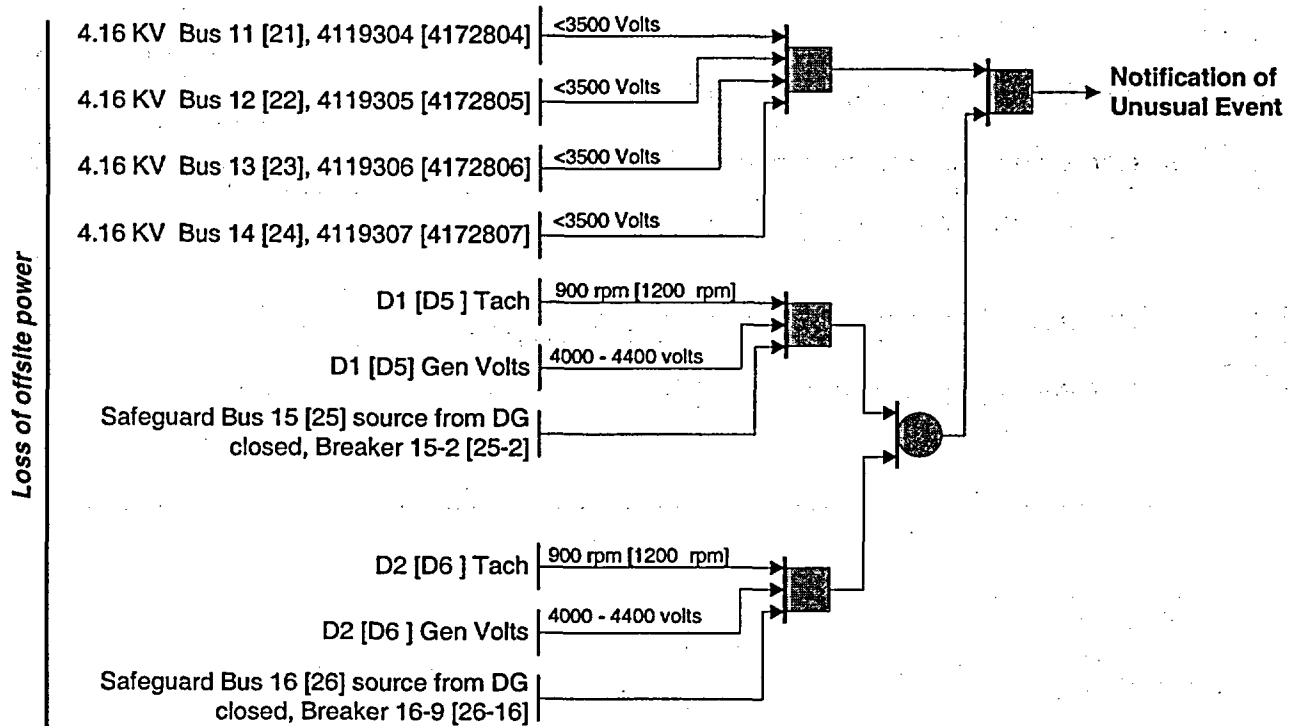 4.16 KV Bus 11 [21], 4119304 [4172804]
<3500 Volts
4.16 KV Bus 12 [22], 4119305 [4172805]
<3500 Volts
4.16 KV Bus 13 [23], 4119306 [4172806]
<3500 Volts
4.16 KV Bus 14 [24], 4119307 [4172807]
<3500 Volts
Notification of
Unusual Event
Loss of offsite power
D1 [D5 ] Tach
900 rpm [1200 rpm]
D1 [D5] Gen Volts
4000 - 4400 volts
Safeguard Bus 15 [25] source from DG
closed, Breaker 15-2 [25-2]
D2 [D6 ] Tach
900 rpm [1200 rpm]
D2 [D6 ] Gen Volts
4000 - 4400 volts
Safeguard Bus 16 [26] source from DG
closed, Breaker 16-9 [26-16]